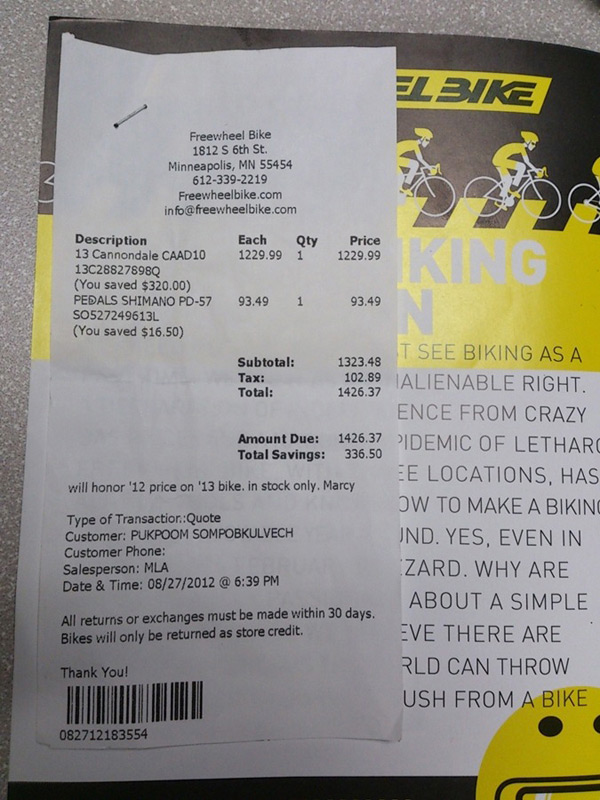 Freewheel Bike
1812 S 6th St.
Minneapolis, MN 55454
612-339-2219
Freewheelbike.com
info@freewheelbike.com
Description Each Qty Price
13 Cannondale CAAD10 1229.99 1 1229.99
13C28827898Q
(You saved $320.00)
PEDALS SHIMANO PD-57 93.49 1 93.49
SO527249613L
(You saved $16.50)
Subtotal: 1323.48
Tax: 102.89
Total: 1426.37
Amount Due: 1426.37
Total Savings: 336.50
will honor '12 price on '13 bike. in stock only. Marcy
Type of Transaction:Quote
Customer: PUKPOOM SOMPOBKULVECH
Customer Phone:
Salesperson: MLA
Date & Time: 08/27/2012 @ 6:39 PM
All returns or exchanges must be made within 30 days.
Bikes will only be returned as store credit.
Thank You!
082712183554
EL BIKE
KING
N
T SEE BIKING AS A
NALIENABLE RIGHT.
ENCE FROM CRAZY
PIDEMIC OF LETHARG
EE LOCATIONS, HAS
OW TO MAKE A BIKING
UND. YES, EVEN IN
ZZARD. WHY ARE
ABOUT A SIMPLE
EVE THERE ARE
RLD CAN THROW
USH FROM A BIKE